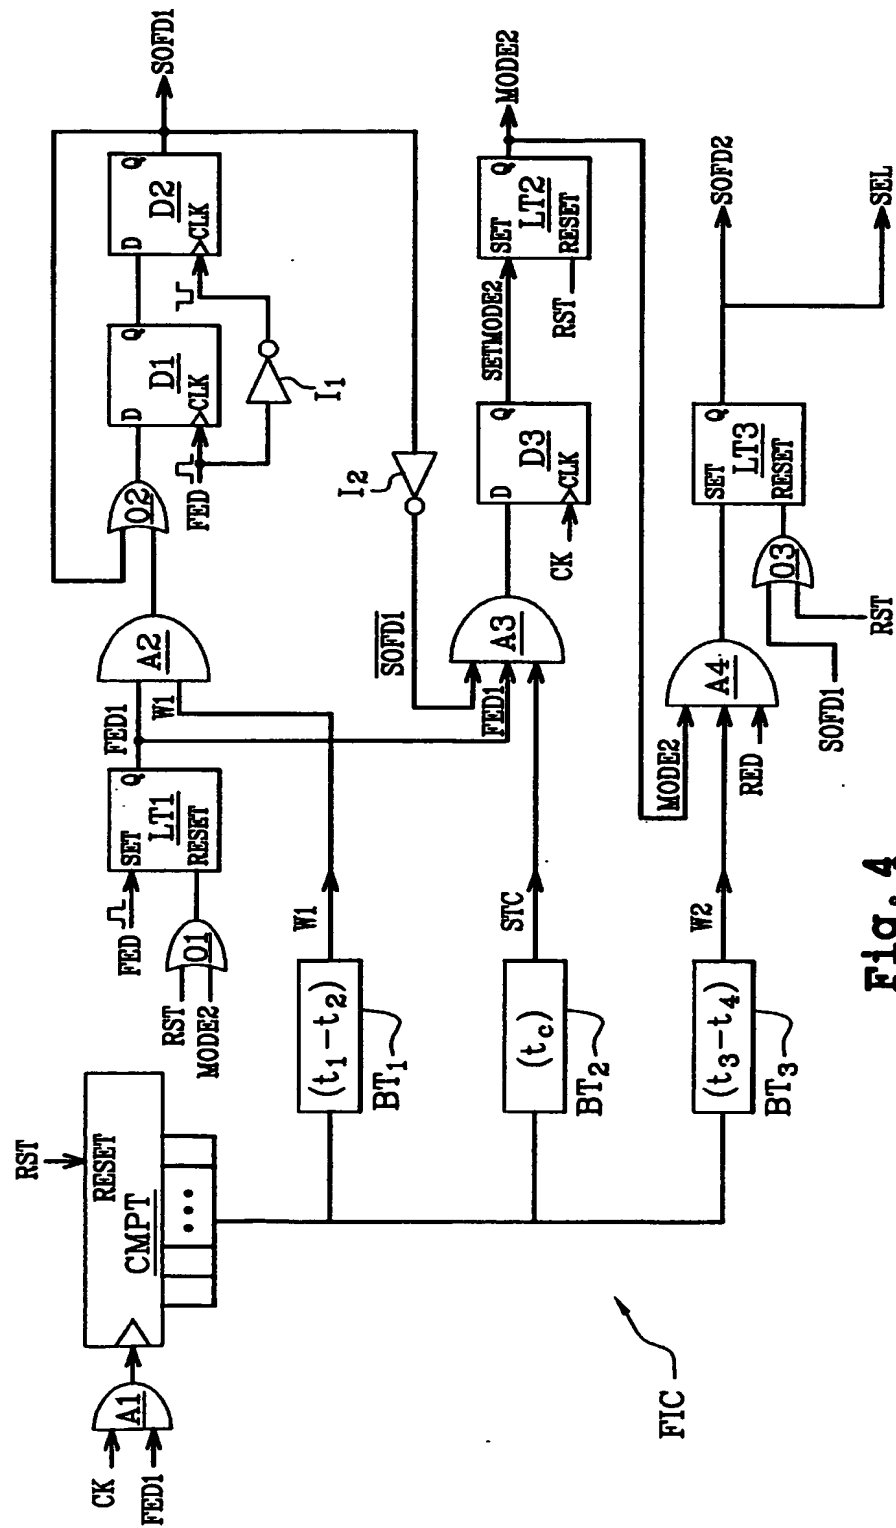 CK
FED1
A1
RST
RESET
CMPT
...
RST
MODE2
O1
FED
SET
LT1
RESET
Q
FED1
W1
A2
O2
FED
D
D1
CLK
Q
I1
D
D2
CLK
Q
SOFD1
(t1-t2)
BT1
W1
I2
SOFD1
FED1
A3
CK
D
D3
CLK
Q
SETMODE2
SET
LT2
RESET
Q
RST
MODE2
(tc)
BT2
STC
(t3-t4)
BT3
W2
MODE2
RED
A4
SOFD1
RST
O3
SET
LT3
RESET
Q
SOFD2
SEL
FIC
Fig. 4